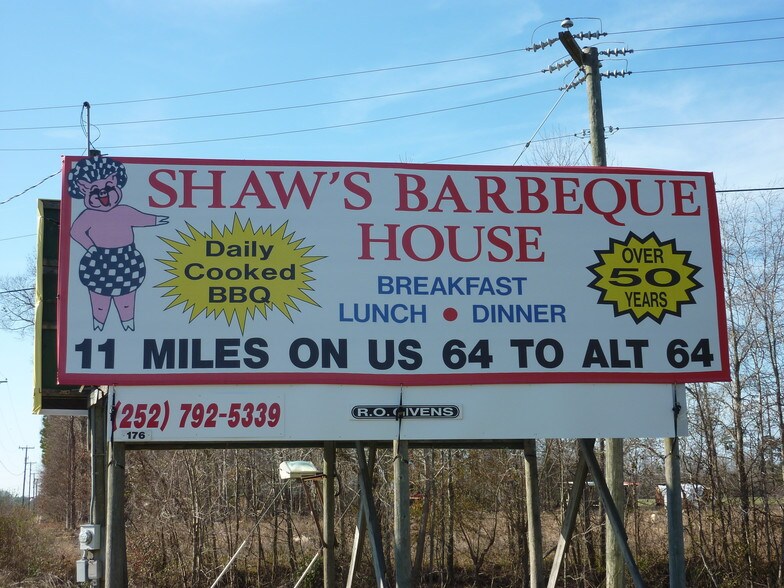 SHAW'S BARBEQUE
HOUSE
Daily
Cooked
BBQ
BREAKFAST
LUNCH • DINNER
OVER
50
YEARS
11 MILES ON US 64 TO ALT 64
(252) 792-5339
176
R.O. GIVENS